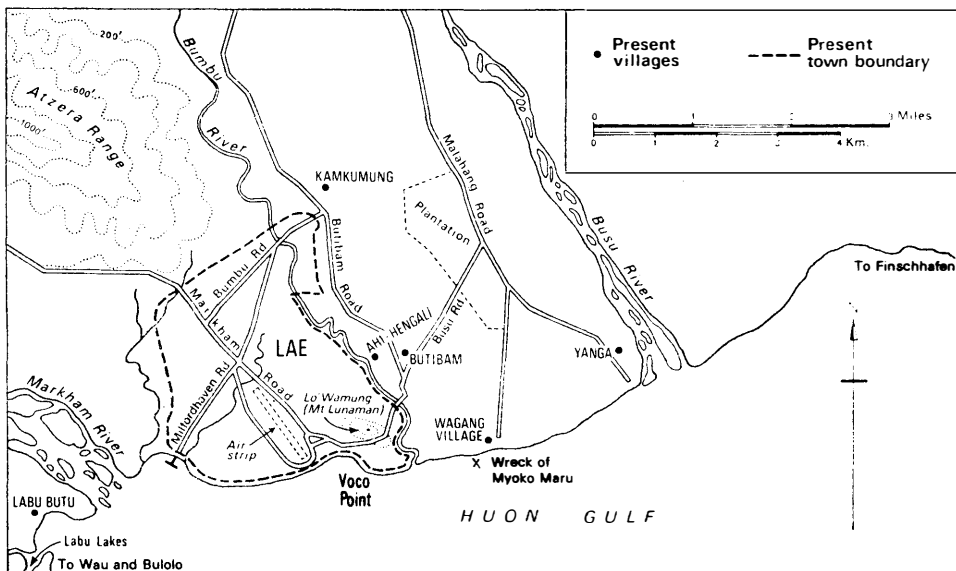 200'
600'
1000'
Atzera Range
Bumbu
River
KAMKUMUNG
Malahang
Road
Plantation
Butibam
Road
Busu
River
Present
villages
Present
town boundary
0 1 2 3 Miles
0 1 2 3 4
Km.
To Finschhafen
Bumbu Rd
Markham
Road
Milfordhaven Rd
LAE
AHI
HENGALI
BUTIBAM
Busu Rd
YANGA
Lo' Wamung
(Mt Lunaman)
Air
strip
WAGANG
VILLAGE
X Wreck of
Myoko Maru
Voco
Point
HUON GULF
Markham
River
LABU BUTU
Labu Lakes
To Wau and Bulolo